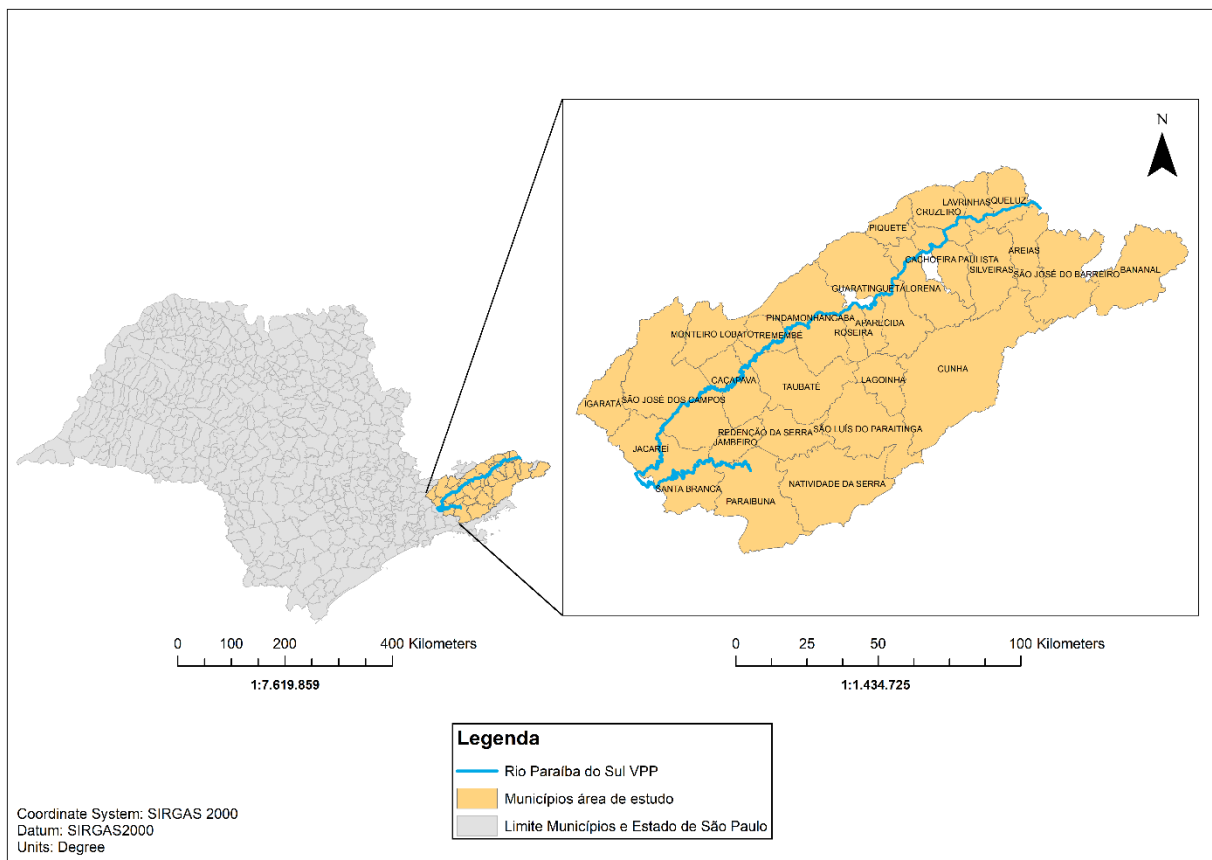 N
LAVRINHAS
QUELUZ
CRUZEIRO
PIQUETE
AREIAS
CACHOEIRA PAULISTA
SILVEIRAS
SÃO JOSÉ DO BARREIRO
BANANAL
GUARATINGUETÁ
LORENA
PINDAMONHANGABA
APARECIDA
MONTEIRO LOBATO
TREMEMBÉ
ROSEIRA
CUNHA
CAÇAPAVA
TAUBATÉ
LAGOINHA
IGARATÁ
SÃO JOSÉ DOS CAMPOS
REDENÇÃO DA SERRA
SÃO LUÍS DO PARAITINGA
JAMBEIRO
JACAREÍ
SANTA BRANCA
NATIVIDADE DA SERRA
PARAIBUNA
0 100 200 400 Kilometers
1:7.619.859
0 25 50 100 Kilometers
1:1.434.725
Legenda
Rio Paraíba do Sul VPP
Municípios área de estudo
Limite Municípios e Estado de São Paulo
Coordinate System: SIRGAS 2000
Datum: SIRGAS2000
Units: Degree